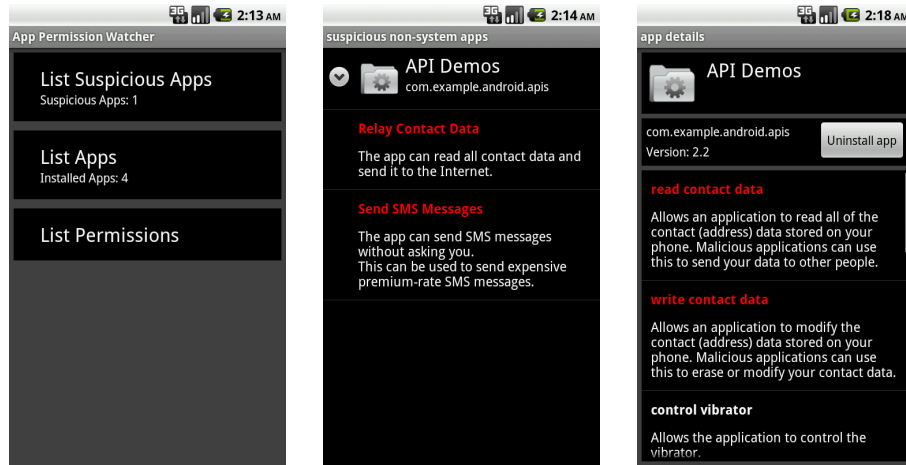 3G 2:13 AM
App Permission Watcher
List Suspicious Apps
Suspicious Apps: 1
List Apps
Installed Apps: 4
List Permissions
3G 2:14 AM
suspicious non-system apps
API Demos
com.example.android.apis
Relay Contact Data
The app can read all contact data and
send it to the Internet.
Send SMS Messages
The app can send SMS messages
without asking you.
This can be used to send expensive
premium-rate SMS messages.
3G 2:18 AM
app details
API Demos
com.example.android.apis
Version: 2.2
Uninstall app
read contact data
Allows an application to read all of the
contact (address) data stored on your
phone. Malicious applications can use
this to send your data to other people.
write contact data
Allows an application to modify the
contact (address) data stored on your
phone. Malicious applications can use
this to erase or modify your contact data.
control vibrator
Allows the application to control the
vibrator.